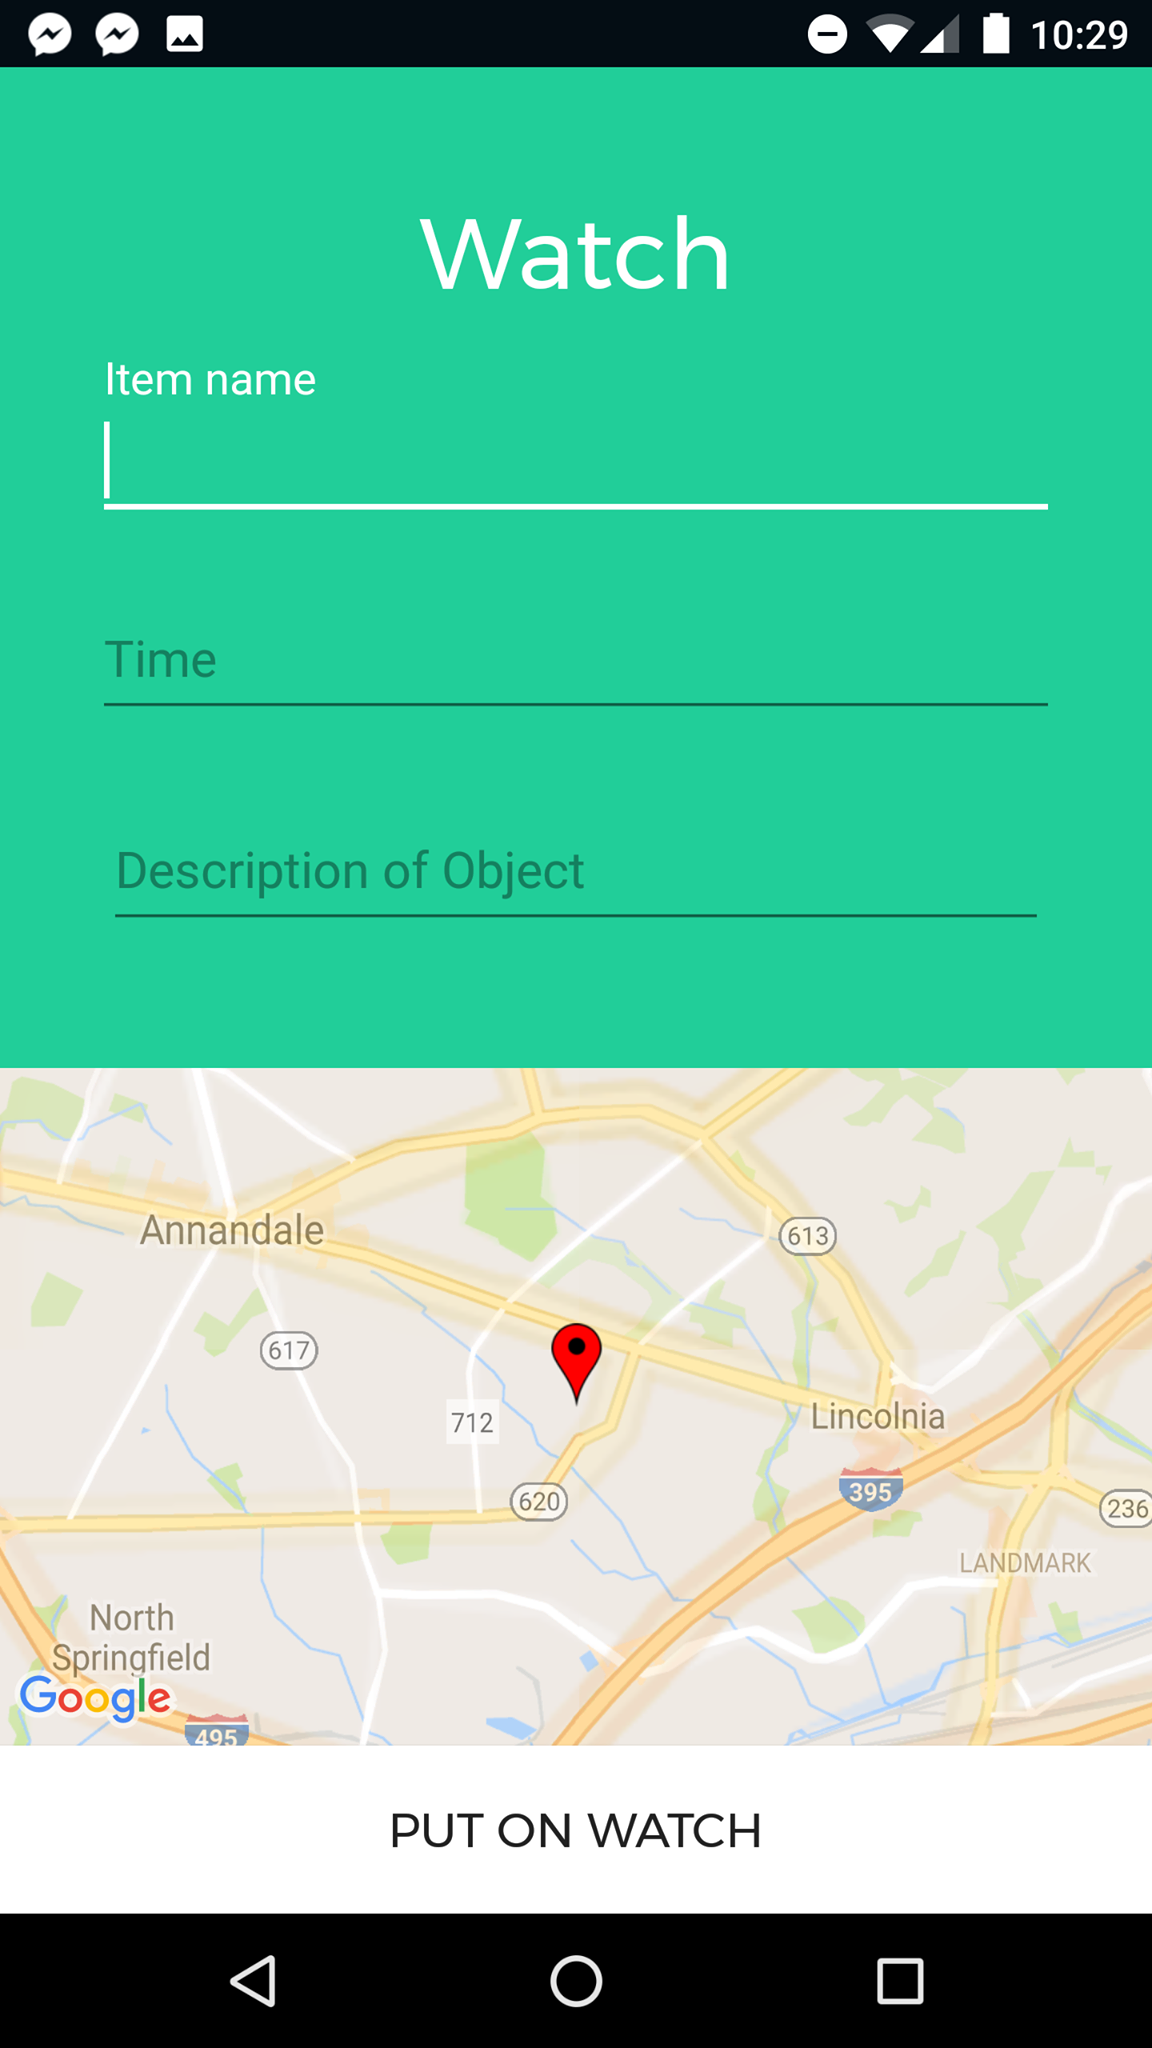 10:29
Watch
Item name
Time
Description of Object
Annandale
613
617
712
Lincolnia
395
620
236
LANDMARK
North
Springfield
Google
495
PUT ON WATCH